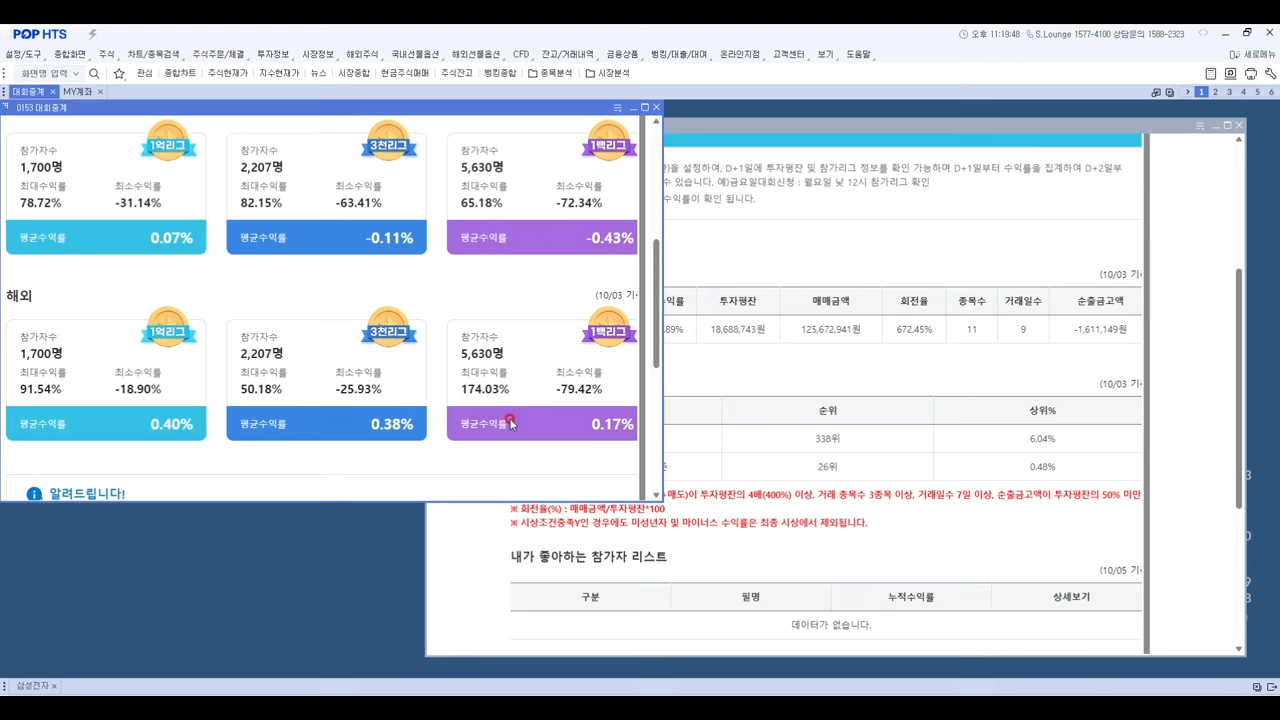 POP HTS
오후 11:19:48 S.Lounge 1577-4100 상담문의 1588-2323
설정/도구 종합화면 주식 차트/종목검색 주식주문/체결 투자정보 시장정보 해외주식 국내선물옵션 해외선물옵션 CFD 잔고/거래내역 금융상품 뱅킹/대출/대여 온라인지점 고객센터 보기 도움말 세로메뉴
화면명 입력 관심 종합차트 주식현재가 지수현재가 뉴스 시장종합 현금주식매매 주식잔고 뱅킹종합 종목분석 시장분석
대회중계 × MY계좌 × 1 2 3 4 5 6
0153 대회중계
1억리그 3천리그 1백리그
참가자수 참가자수 참가자수
1,700명 2,207명 5,630명
최대수익률 최소수익률 최대수익률 최소수익률 최대수익률 최소수익률
78.72% -31.14% 82.15% -63.41% 65.18% -72.34%
평균수익률 0.07% 평균수익률 -0.11% 평균수익률 -0.43%
해외 (10/03 기
1억리그 3천리그 1백리그
참가자수 참가자수 참가자수
1,700명 2,207명 5,630명
최대수익률 최소수익률 최대수익률 최소수익률 최대수익률 최소수익률
91.54% -18.90% 50.18% -25.93% 174.03% -79.42%
평균수익률 0.40% 평균수익률 0.38% 평균수익률 0.17%
알려드립니다!
)을 설정하여, D+1일에 투자평잔 및 참가리그 정보를 확인 가능하며 D+1일부터 수익률을 집계하여 D+2일부
수 있습니다. 예)금요일대회신청 : 월요일 낮 12시 참가리그 확인
수익률이 확인 됩니다.
(10/03 기
익률 투자평잔 매매금액 회전율 종목수 거래일수 순출금고액
.89% 18,688,743원 125,672,941원 672.45% 11 9 -1,611,149원
(10/03 기
순위 상위%
338위 6.04%
26위 0.48%
+매도)이 투자평잔의 4배(400%) 이상, 거래 종목수 3종목 이상, 거래일수 7일 이상, 순출금고액이 투자평잔의 50% 미만
※ 회전율(%) : 매매금액/투자평잔*100
※ 시상조건충족Y인 경우에도 미성년자 및 마이너스 수익률은 최종 시상에서 제외됩니다.
내가 좋아하는 참가자 리스트
(10/05 기
구분 필명 누적수익률 상세보기
데이터가 없습니다.
삼성전자 ×